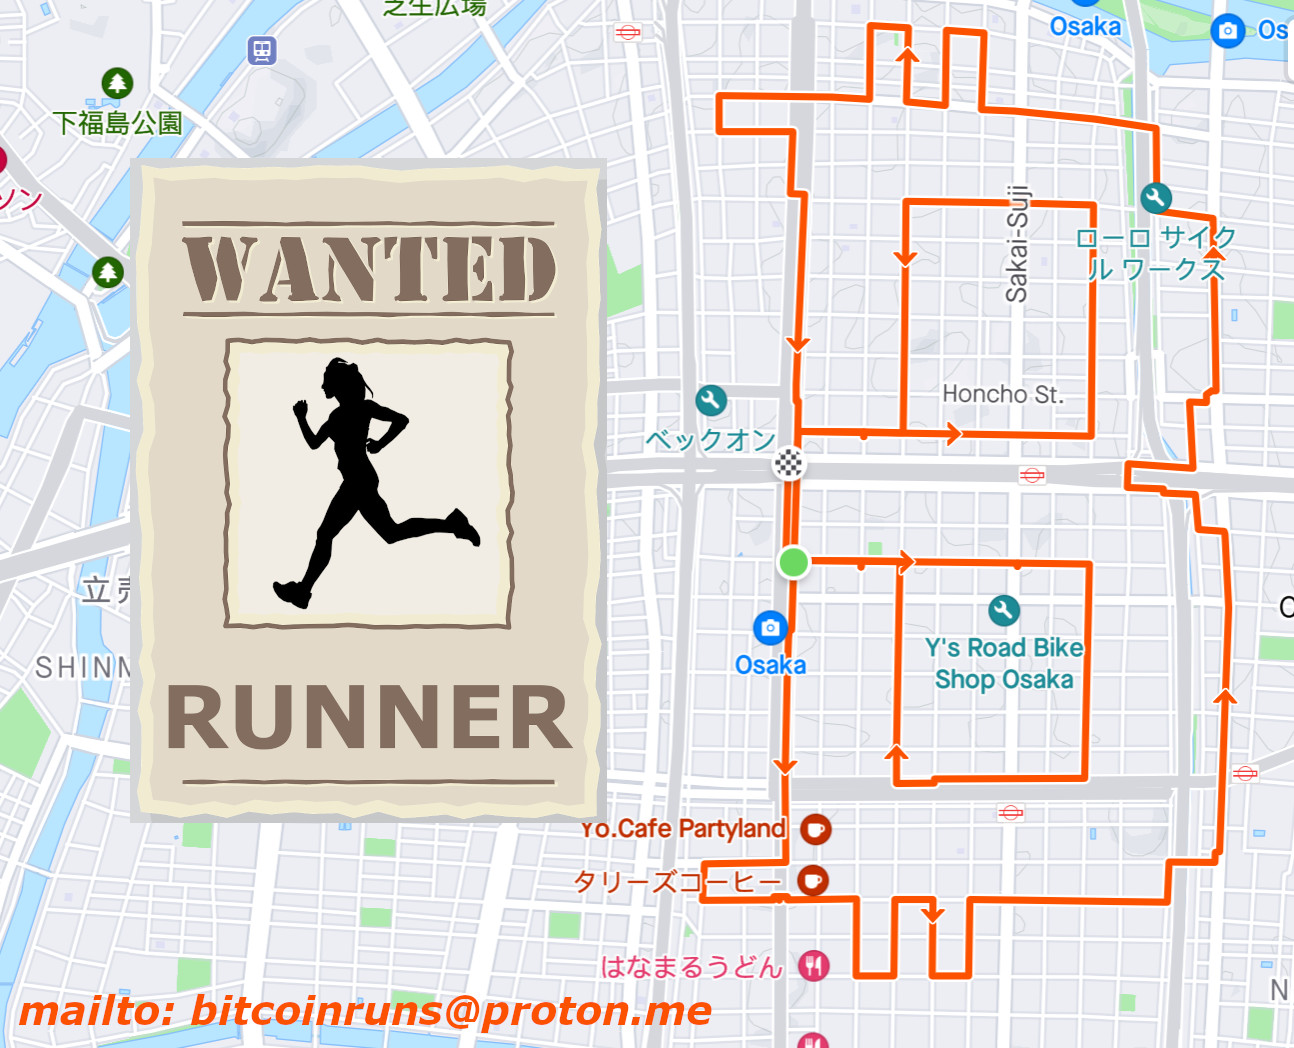 芝生広場
Osaka
Os
下福島公園
ソン
WANTED
Sakai-Suji
ローロ サイク
ル ワークス
Honcho St.
ベックオン
立売
Osaka
Y's Road Bike
Shop Osaka
SHINM
RUNNER
Yo.Cafe Partyland
タリーズコーヒー
はなまるうどん
N
mailto: bitcoinruns@proton.me